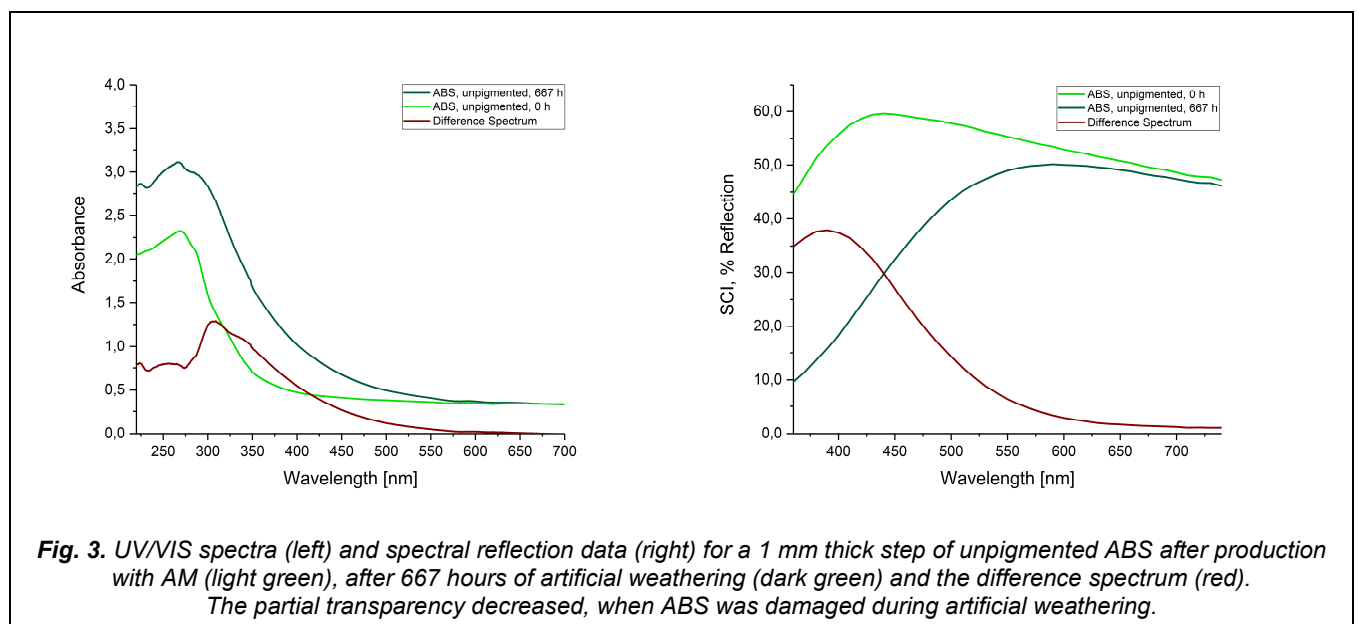 4,0
3,5
3,0
2,5
2,0
1,5
1,0
0,5
0,0
Absorbance
250 300 350 400 450 500 550 600 650 700
Wavelength [nm]
ABS, unpigmented, 667 h
ABS, unpigmented, 0 h
Difference Spectrum
60,0
50,0
40,0
30,0
20,0
10,0
0,0
SCI, % Reflection
400 450 500 550 600 650 700
Wavelength [nm]
ABS, unpigmented, 0 h
ABS, unpigmented, 667 h
Difference Spectrum
Fig. 3. UV/VIS spectra (left) and spectral reflection data (right) for a 1 mm thick step of unpigmented ABS after production
with AM (light green), after 667 hours of artificial weathering (dark green) and the difference spectrum (red).
The partial transparency decreased, when ABS was damaged during artificial weathering.